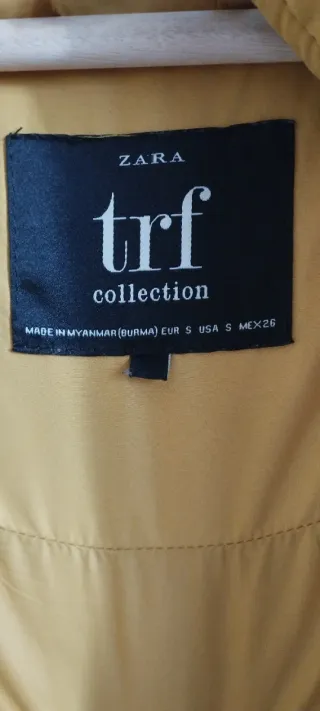 ZARA
trf
collection
MADE IN MYANMAR(BURMA) EUR S USA S MEX26